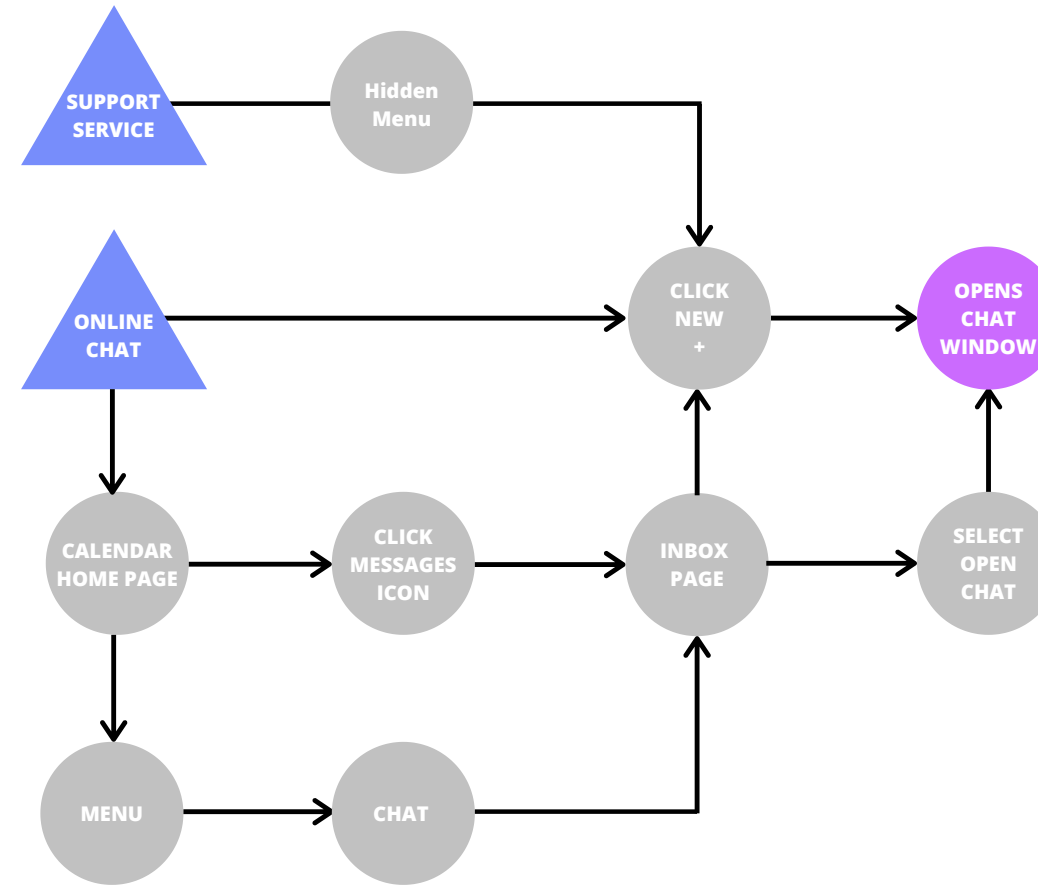 SUPPORT
SERVICE
Hidden
Menu
ONLINE
CHAT
CLICK
NEW
+
OPENS
CHAT
WINDOW
CALENDAR
HOME PAGE
CLICK
MESSAGES
ICON
INBOX
PAGE
SELECT
OPEN
CHAT
MENU
CHAT